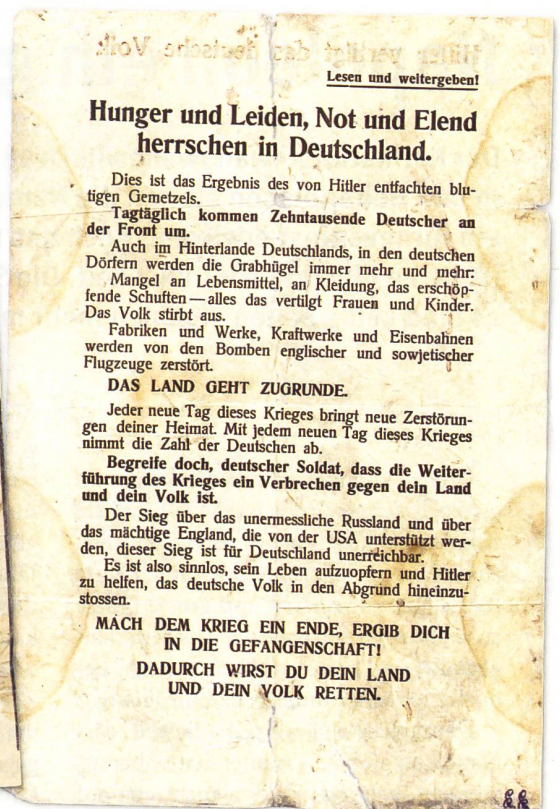 Hitler vertilgt das deutsche Volk
Lesen und weitergeben!
Hunger und Leiden, Not und Elend
herrschen in Deutschland.
Dies ist das Ergebnis des von Hitler entfachten blu-
tigen Gemetzels.
Tagtäglich kommen Zehntausende Deutscher an
der Front um.
Auch im Hinterlande Deutschlands, in den deutschen
Dörfern werden die Grabhügel immer mehr und mehr:
Mangel an Lebensmittel, an Kleidung, das erschöp-
fende Schuften — alles das vertilgt Frauen und Kinder.
Das Volk stirbt aus.
Fabriken und Werke, Kraftwerke und Eisenbahnen
werden von den Bomben englischer und sowjetischer
Flugzeuge zerstört.
DAS LAND GEHT ZUGRUNDE.
Jeder neue Tag dieses Krieges bringt neue Zerstörun-
gen deiner Heimat. Mit jedem neuen Tag dieses Krieges
nimmt die Zahl der Deutschen ab.
Begreife doch, deutscher Soldat, dass die Weiter-
führung des Krieges ein Verbrechen gegen dein Land
und dein Volk ist.
Der Sieg über das unermessliche Russland und über
das mächtige England, die von der USA unterstützt wer-
den, dieser Sieg ist für Deutschland unerreichbar.
Es ist also sinnlos, sein Leben aufzuopfern und Hitler
zu helfen, das deutsche Volk in den Abgrund hineinzu-
stossen.
MACH DEM KRIEG EIN ENDE, ERGIB DICH
IN DIE GEFANGENSCHAFT!
DADURCH WIRST DU DEIN LAND
UND DEIN VOLK RETTEN.